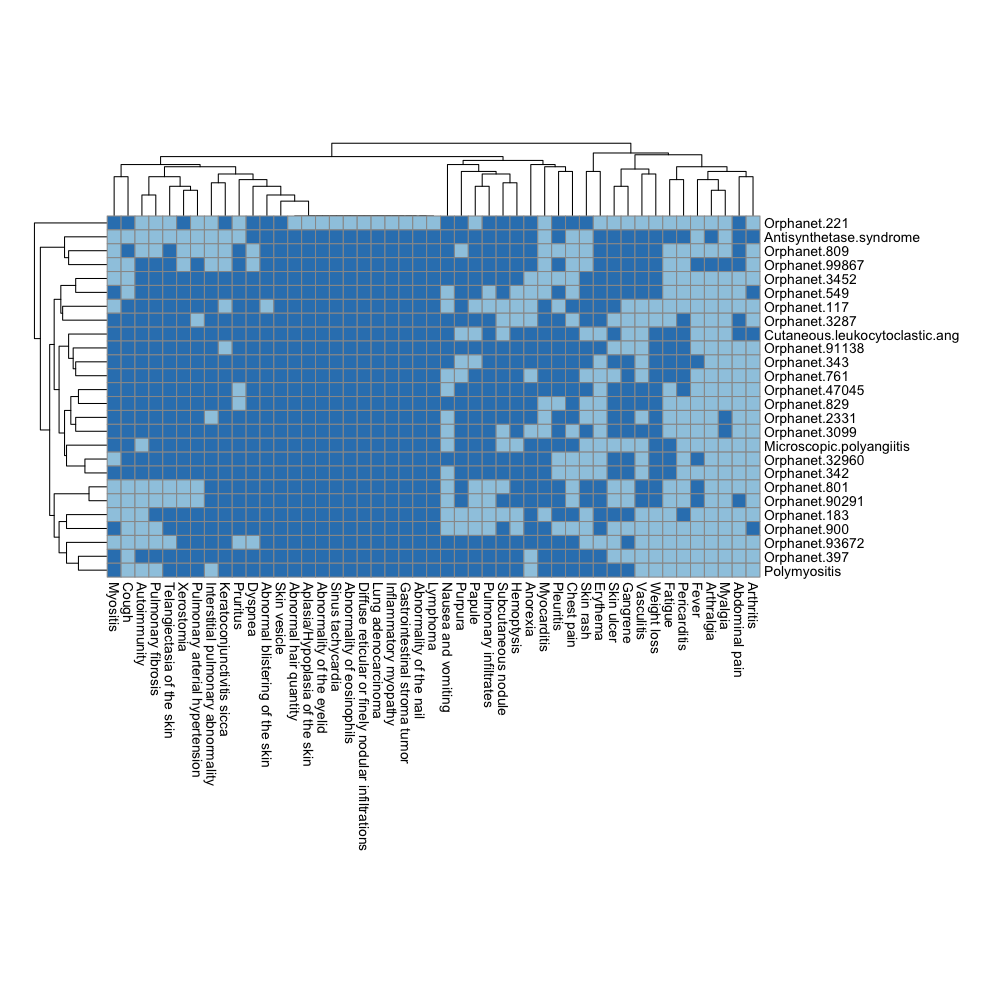 Orphanet.221
Antisynthetase.syndrome
Orphanet.809
Orphanet.99867
Orphanet.3452
Orphanet.549
Orphanet.117
Orphanet.3287
Cutaneous.leukocytoclastic.ang
Orphanet.91138
Orphanet.343
Orphanet.761
Orphanet.47045
Orphanet.829
Orphanet.2331
Orphanet.3099
Microscopic.polyangiitis
Orphanet.32960
Orphanet.342
Orphanet.801
Orphanet.90291
Orphanet.183
Orphanet.900
Orphanet.93672
Orphanet.397
Polymyositis
Myositis
Cough
Autoimmunity
Pulmonary fibrosis
Telangiectasia of the skin
Xerostomia
Pulmonary arterial hypertension
Interstitial pulmonary abnormality
Keratoconjunctivitis sicca
Pruritus
Dyspnea
Abnormal blistering of the skin
Skin vesicle
Abnormal hair quantity
Aplasia/Hypoplasia of the skin
Abnormality of the eyelid
Sinus tachycardia
Abnormality of eosinophils
Diffuse reticular or finely nodular infiltrations
Lung adenocarcinoma
Inflammatory myopathy
Gastrointestinal stroma tumor
Abnormality of the nail
Lymphoma
Nausea and vomiting
Purpura
Papule
Pulmonary infiltrates
Subcutaneous nodule
Hemoptysis
Anorexia
Myocarditis
Pleuritis
Chest pain
Skin rash
Erythema
Skin ulcer
Gangrene
Vasculitis
Weight loss
Fatigue
Pericarditis
Fever
Arthralgia
Myalgia
Abdominal pain
Arthritis